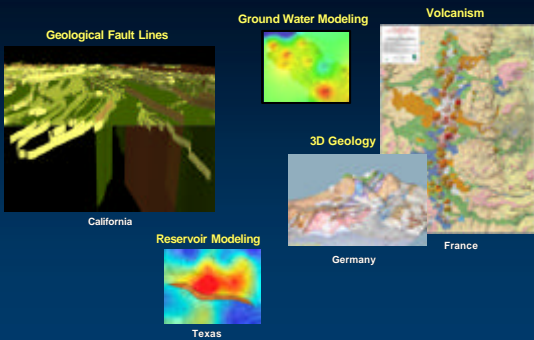 Volcanism
Ground Water Modeling
Geological Fault Lines
3D Geology
California
Reservoir Modeling
France
Germany
Texas